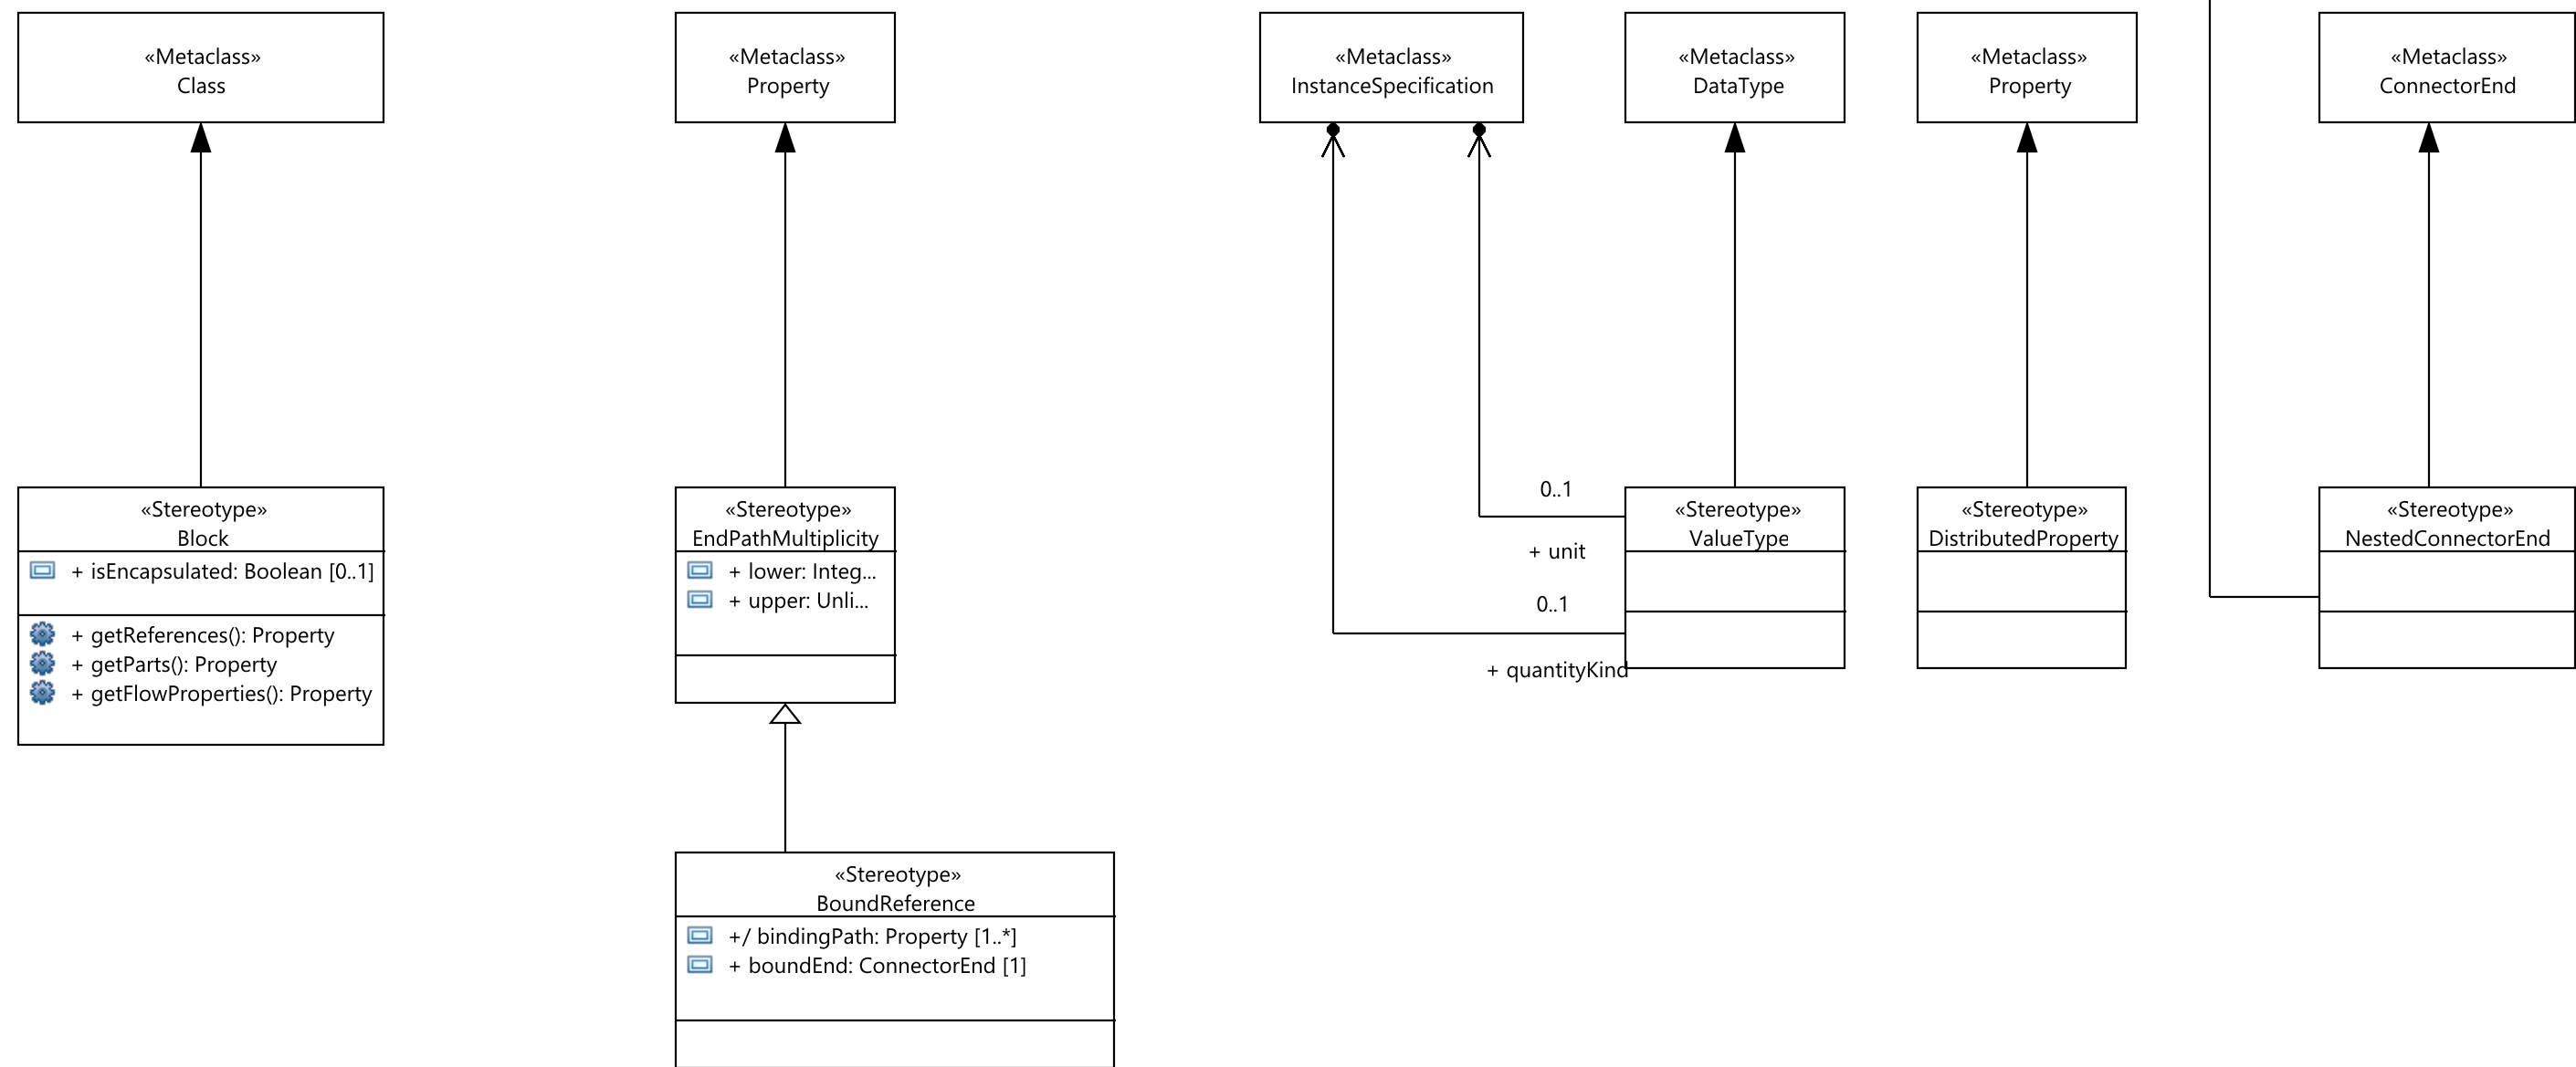 «Metaclass»
Class
«Metaclass»
Property
«Metaclass»
InstanceSpecification
«Metaclass»
DataType
«Metaclass»
Property
«Metaclass»
ConnectorEnd
«Stereotype»
Block
+ isEncapsulated: Boolean [0..1]
+ getReferences(): Property
+ getParts(): Property
+ getFlowProperties(): Property
«Stereotype»
EndPathMultiplicity
+ lower: Integ...
+ upper: Unli...
0..1
+ unit
0..1
+ quantityKind
«Stereotype»
ValueType
«Stereotype»
DistributedProperty
«Stereotype»
NestedConnectorEnd
«Stereotype»
BoundReference
+/ bindingPath: Property [1..*]
+ boundEnd: ConnectorEnd [1]